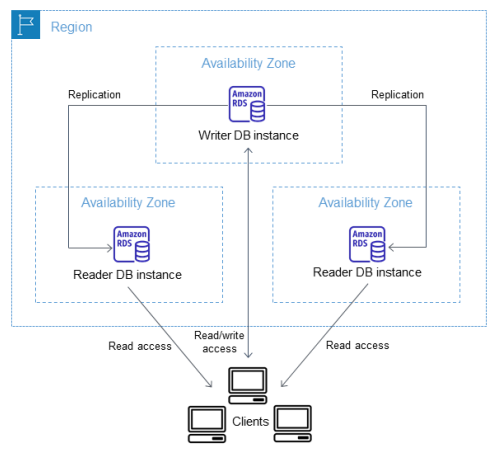 Region
Availability Zone
Replication
Amazon
RDS
Replication
Writer DB instance
Availability Zone
Availability Zone
Amazon
RDS
Amazon
RDS
Reader DB instance
Reader DB instance
Read access
Read/write
access
Read access
Clients